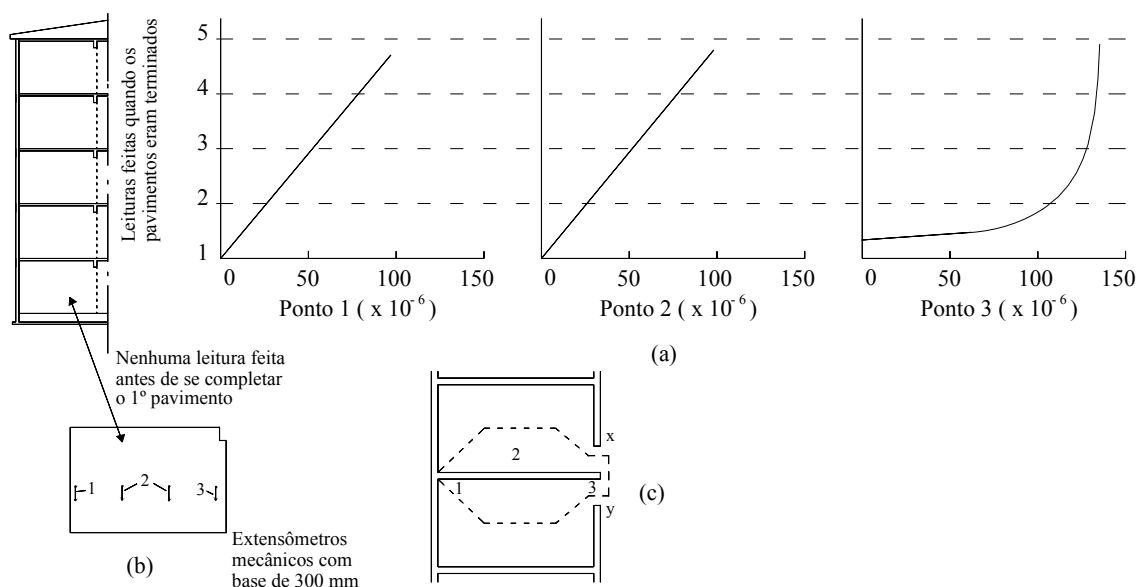 Leituras feitas quando os
pavimentos eram terminados
5
4
3
2
1
0 50 100 150
Ponto 1 ( x 10⁻⁶)
0 50 100 150
Ponto 2 ( x 10⁻⁶)
0 50 100 150
Ponto 3 ( x 10⁻⁶)
(a)
Nenhuma leitura feita
antes de se completar
o 1º pavimento
1 2 3
(b)
Extensômetros
mecânicos com
base de 300 mm
x
2
1 3
y
(c)